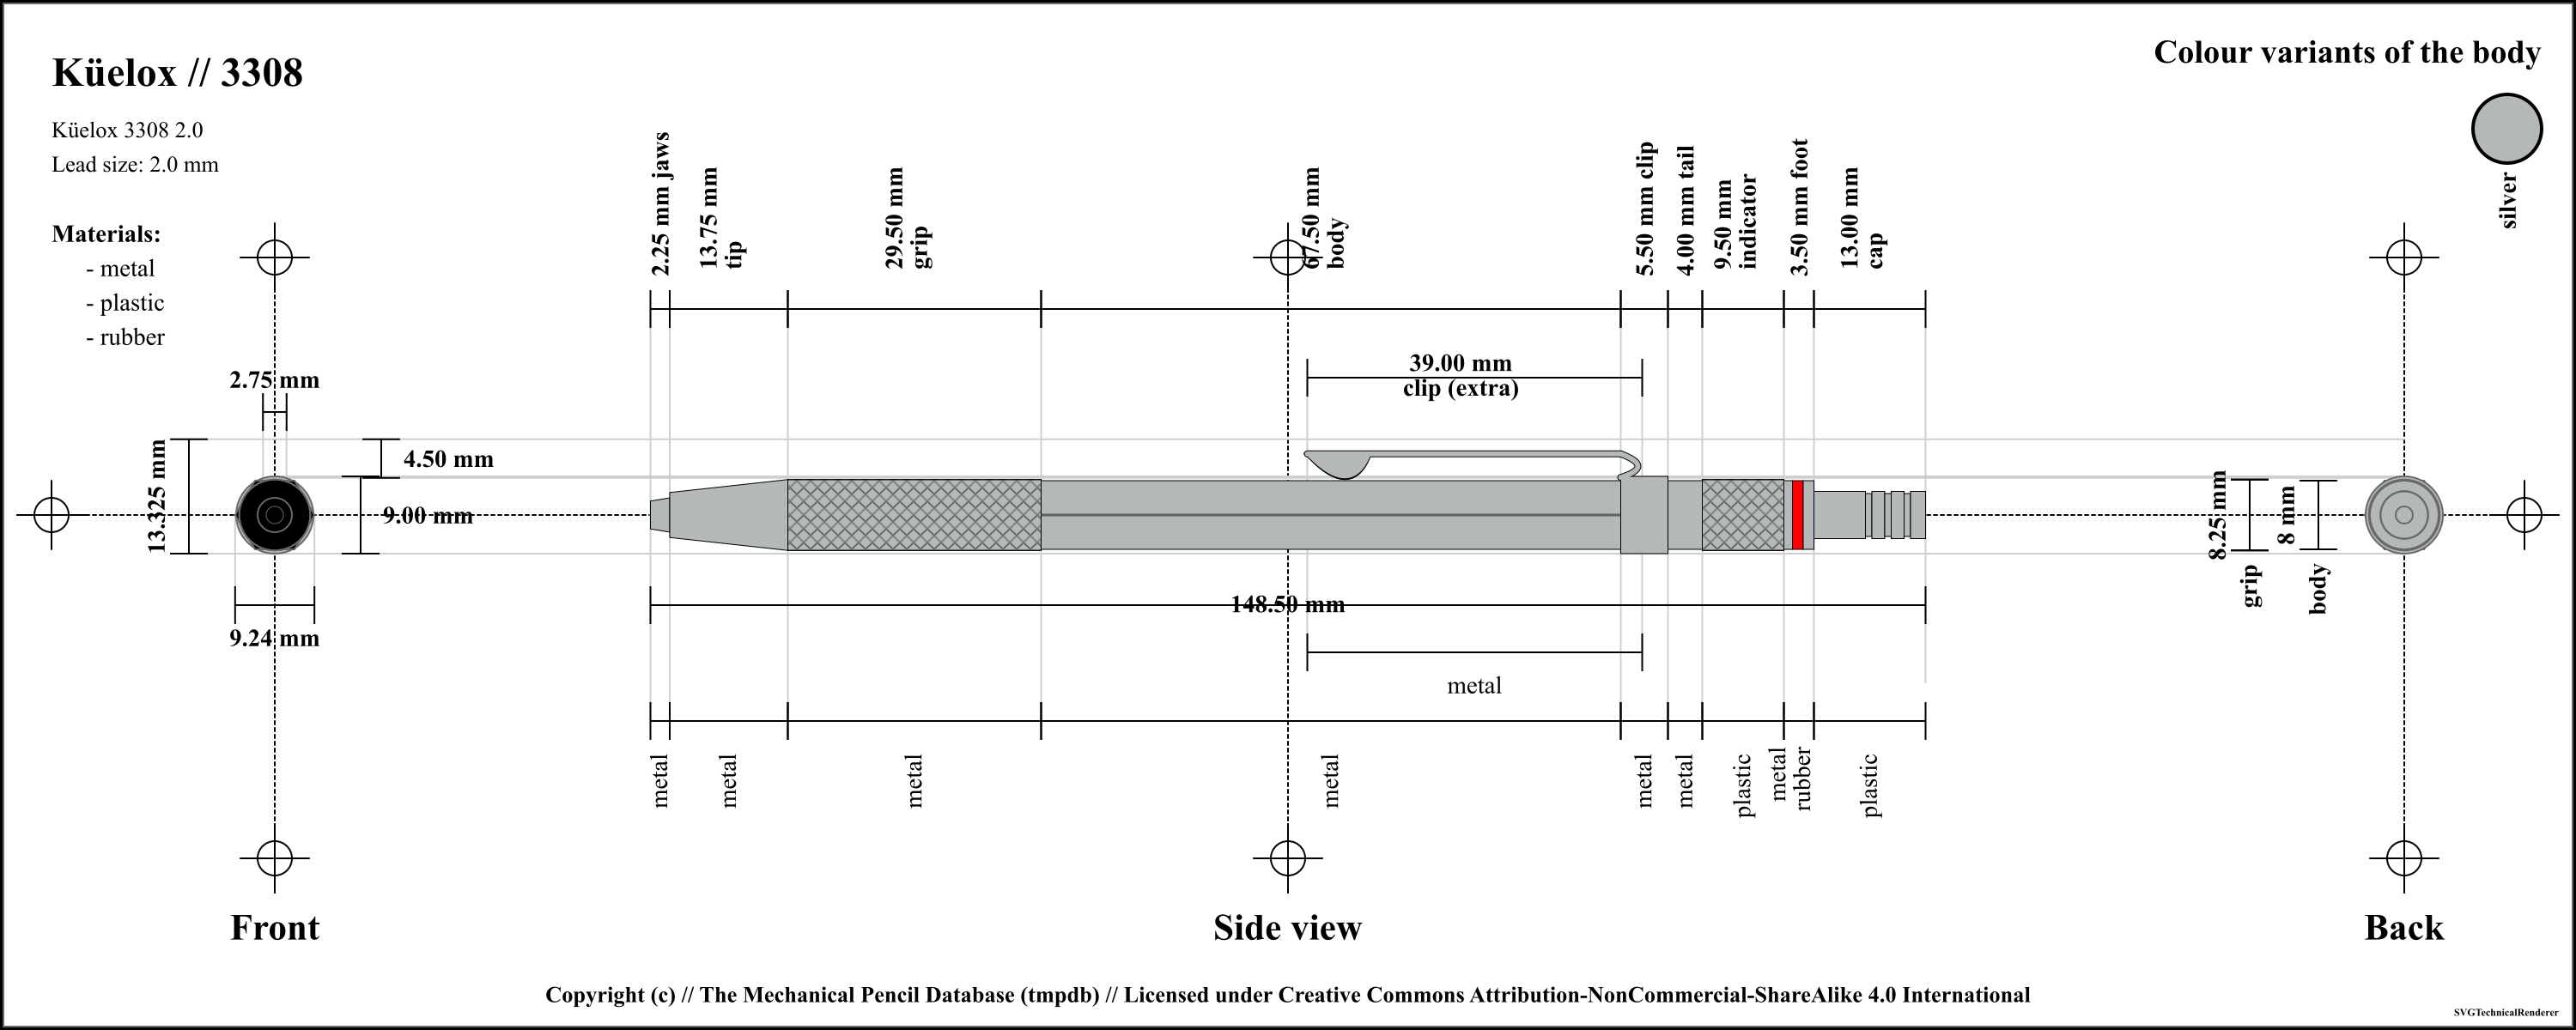 Küelox // 3308
Küelox 3308 2.0
Lead size: 2.0 mm
Materials:
- metal
- plastic
- rubber
Colour variants of the body
silver
2.25 mm jaws
13.75 mm
tip
29.50 mm
grip
67.50 mm
body
5.50 mm clip
4.00 mm tail
9.50 mm
indicator
3.50 mm foot
13.00 mm
cap
39.00 mm
clip (extra)
2.75 mm
13.325 mm
4.50 mm
9.00 mm
9.24 mm
148.50 mm
8.25 mm
grip
8 mm
body
metal
metal
metal
metal
metal
metal
metal
plastic
metal
rubber
plastic
Front
Side view
Back
Copyright (c) // The Mechanical Pencil Database (tmpdb) // Licensed under Creative Commons Attribution-NonCommercial-ShareAlike 4.0 International
SVGTechnicalRenderer